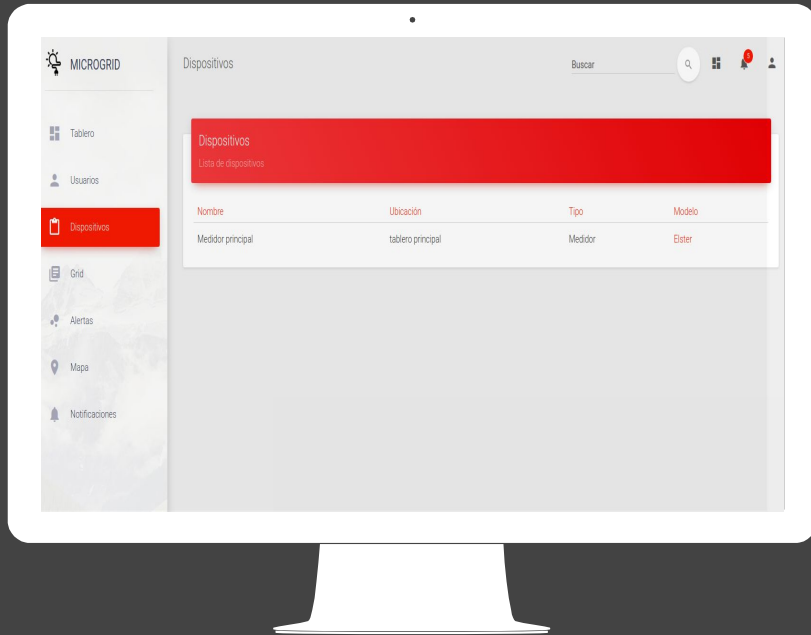 MICROGRID
Tablero
Usuarios
Dispositivos
Grid
Alertas
Mapa
Notificaciones
Dispositivos
Buscar
5
Dispositivos
Lista de dispositivos
Nombre Ubicación Tipo Modelo
Medidor principal tablero principal Medidor Elster